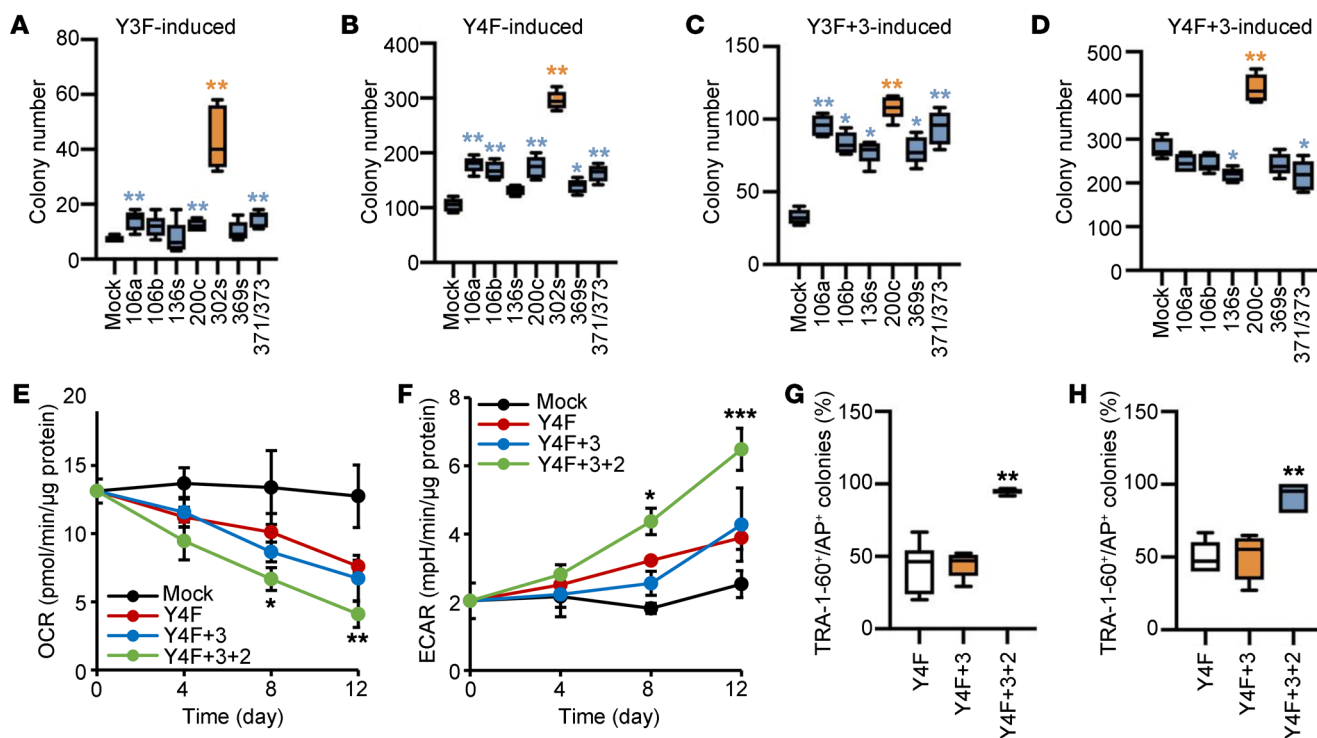 A
Y3F-induced
Colony number
80
60
40
20
0
**
**
**
**
Mock
106a
106b
136s
200c
302s
369s
371/373
B
Y4F-induced
Colony number
400
300
200
100
0
**
**
**
**
*
**
Mock
106a
106b
136s
200c
302s
369s
371/373
C
Y3F+3-induced
Colony number
150
100
50
0
**
*
*
**
*
**
Mock
106a
106b
136s
200c
369s
371/373
D
Y4F+3-induced
Colony number
500
400
300
200
100
0
*
**
*
Mock
106a
106b
136s
200c
369s
371/373
E
OCR (pmol/min/μg protein)
20
15
10
5
0
Mock
Y4F
Y4F+3
Y4F+3+2
*
**
0 4 8 12
Time (day)
F
ECAR (mpH/min/μg protein)
8
6
4
2
0
Mock
Y4F
Y4F+3
Y4F+3+2
*
***
0 4 8 12
Time (day)
G
TRA-1-60+/AP+ colonies (%)
150
100
50
0
**
Y4F
Y4F+3
Y4F+3+2
H
TRA-1-60+/AP+ colonies (%)
150
100
50
0
**
Y4F
Y4F+3
Y4F+3+2